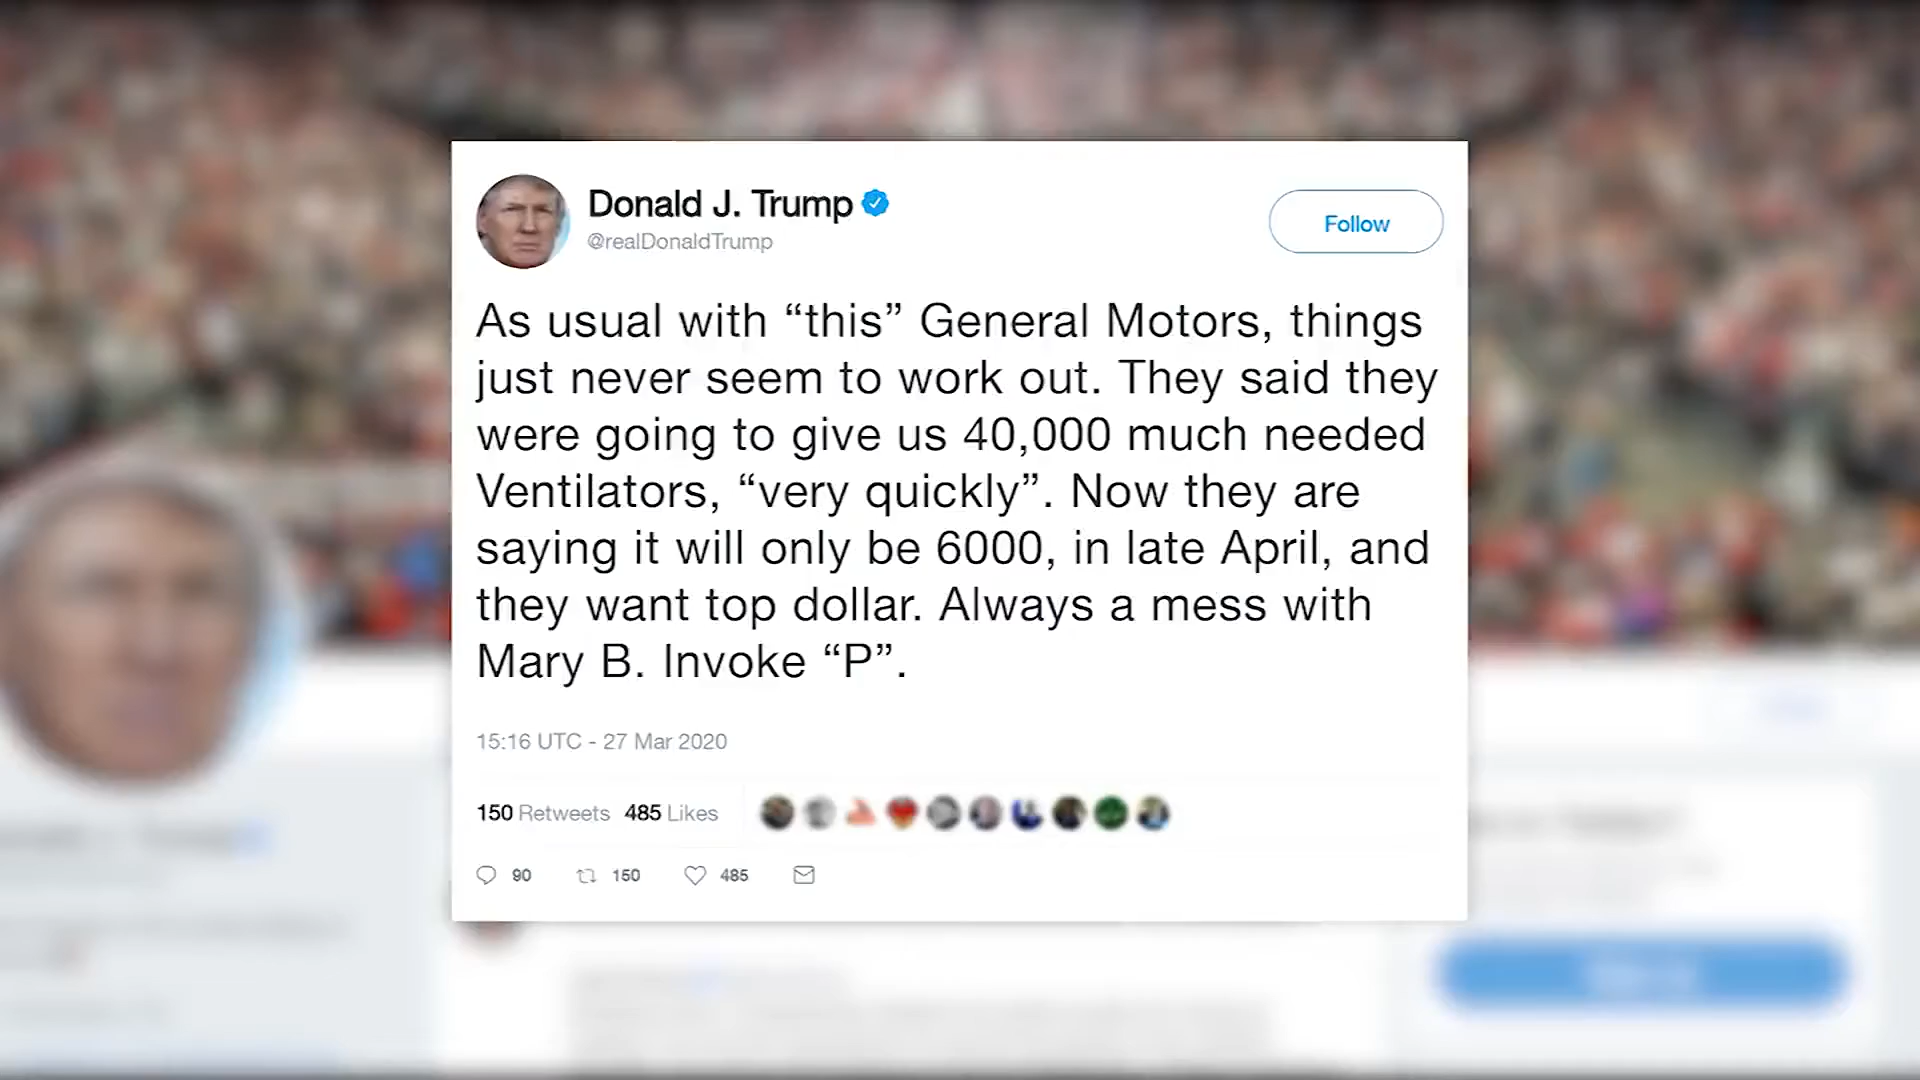 Donald J. Trump
@realDonaldTrump
Follow
As usual with “this” General Motors, things
just never seem to work out. They said they
were going to give us 40,000 much needed
Ventilators, “very quickly”. Now they are
saying it will only be 6000, in late April, and
they want top dollar. Always a mess with
Mary B. Invoke “P”.
15:16 UTC - 27 Mar 2020
150 Retweets 485 Likes
90 150 485